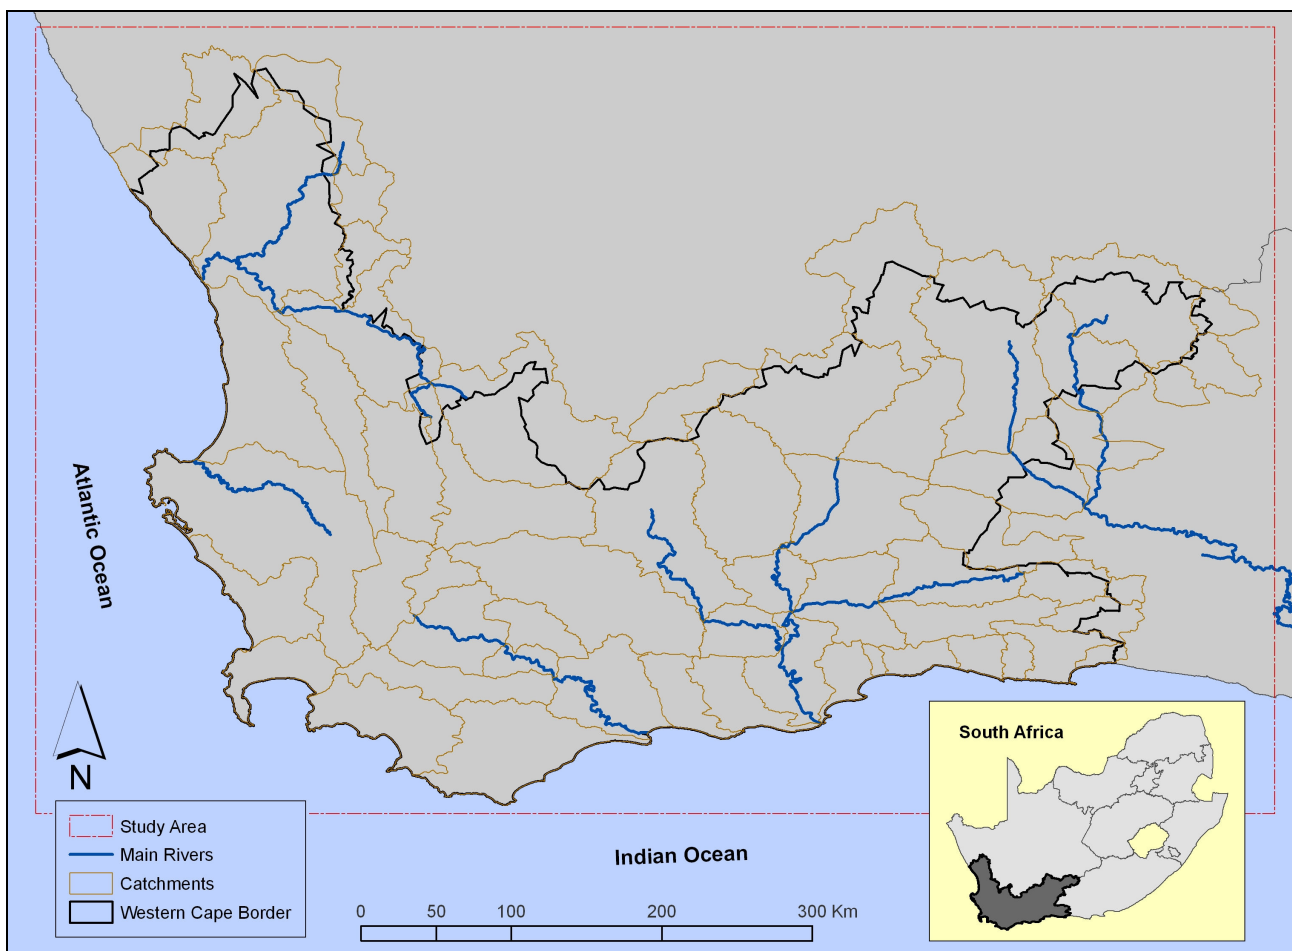 Atlantic Ocean
N
South Africa
Study Area
Main Rivers
Catchments
Western Cape Border
Indian Ocean
0 50 100 200 300 Km